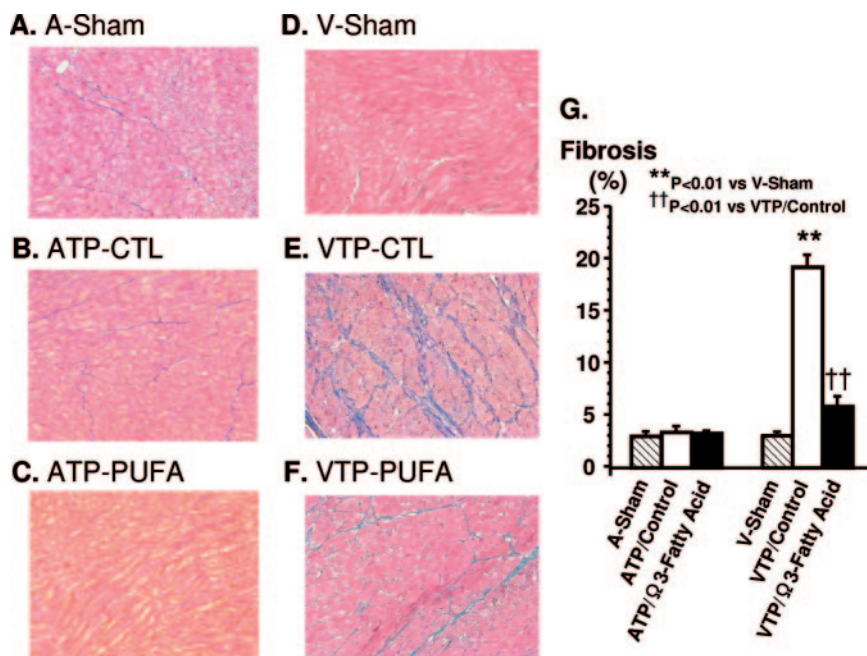 A. A-Sham
D. V-Sham
B. ATP-CTL
E. VTP-CTL
C. ATP-PUFA
F. VTP-PUFA
G.
Fibrosis
(%)
**P<0.01 vs V-Sham
††P<0.01 vs VTP/Control
25
20
15
10
5
0
**
††
A-Sham
ATP/Control
ATP/Ω3-Fatty Acid
V-Sham
VTP/Control
VTP/Ω3-Fatty Acid